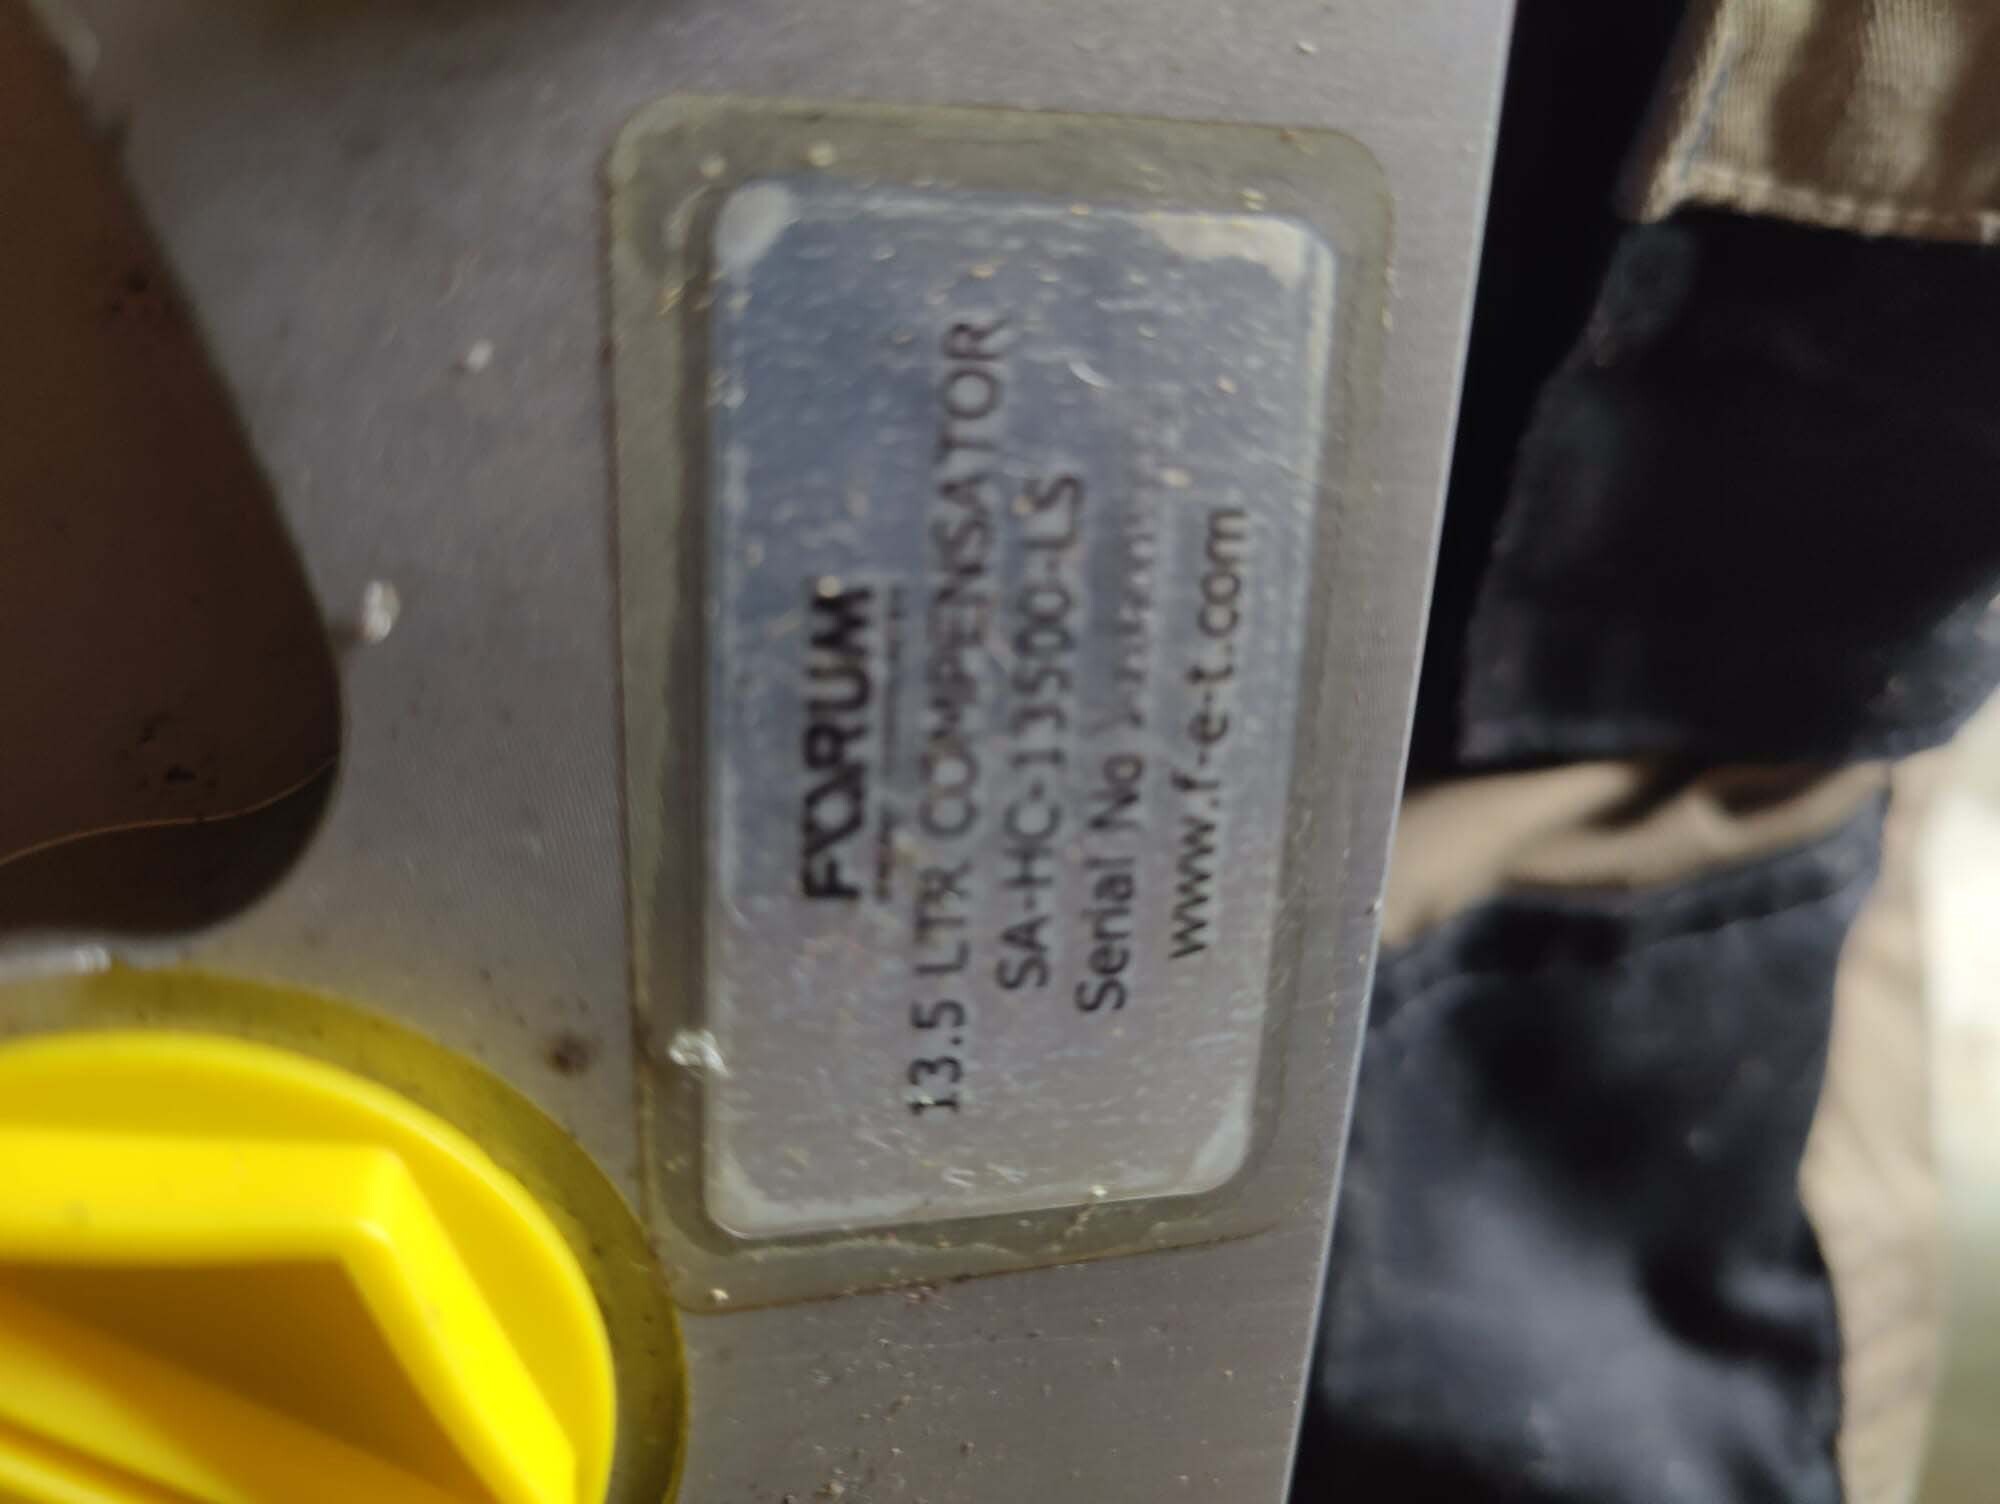 FORUM
13.5 LTR COMPENSATOR
SA-HC-13500-LS
Serial No
www.f-e-t.com